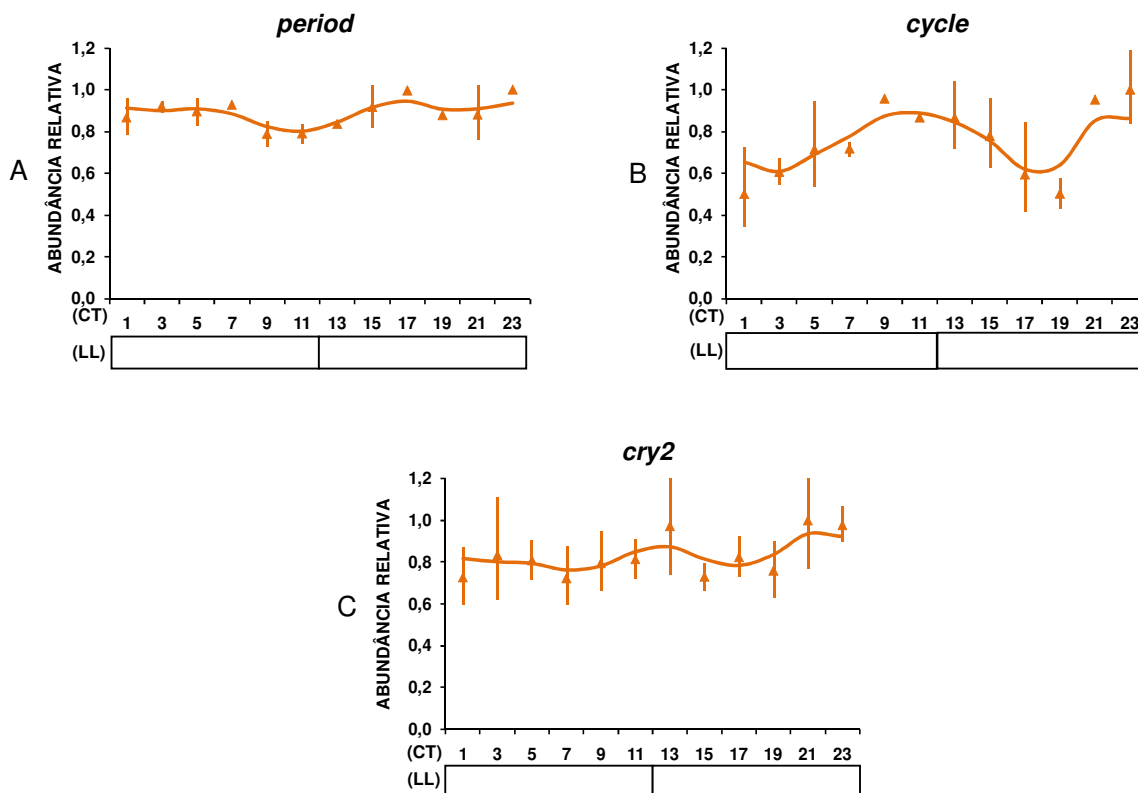 period
1,2
1,0
0,8
0,6
0,4
0,2
0,0
ABUNDÂNCIA RELATIVA
A
(CT) 1 3 5 7 9 11 13 15 17 19 21 23
(LL)
cycle
1,2
1,0
0,8
0,6
0,4
0,2
0,0
ABUNDÂNCIA RELATIVA
B
(CT) 1 3 5 7 9 11 13 15 17 19 21 23
(LL)
cry2
1,2
1,0
0,8
0,6
0,4
0,2
0,0
ABUNDÂNCIA RELATIVA
C
(CT) 1 3 5 7 9 11 13 15 17 19 21 23
(LL)